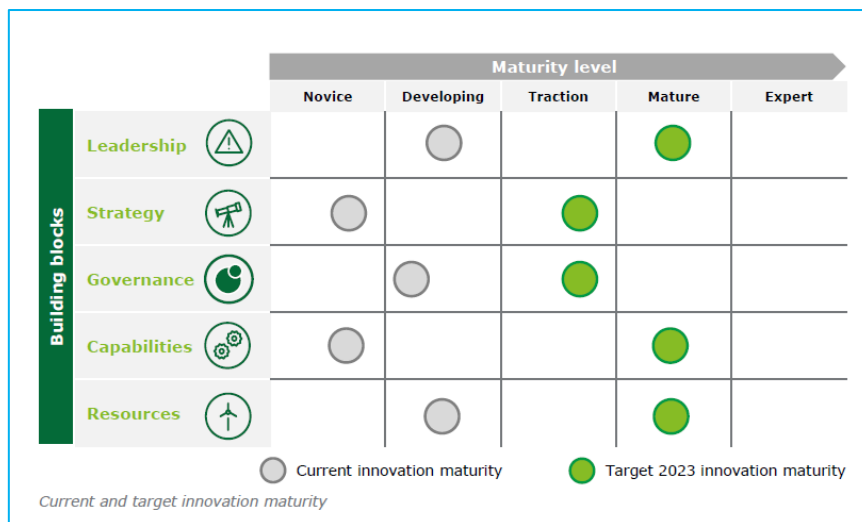 Maturity level
Novice Developing Traction Mature Expert
Building blocks
Leadership
Strategy
Governance
Capabilities
Resources
Current innovation maturity Target 2023 innovation maturity
Current and target innovation maturity